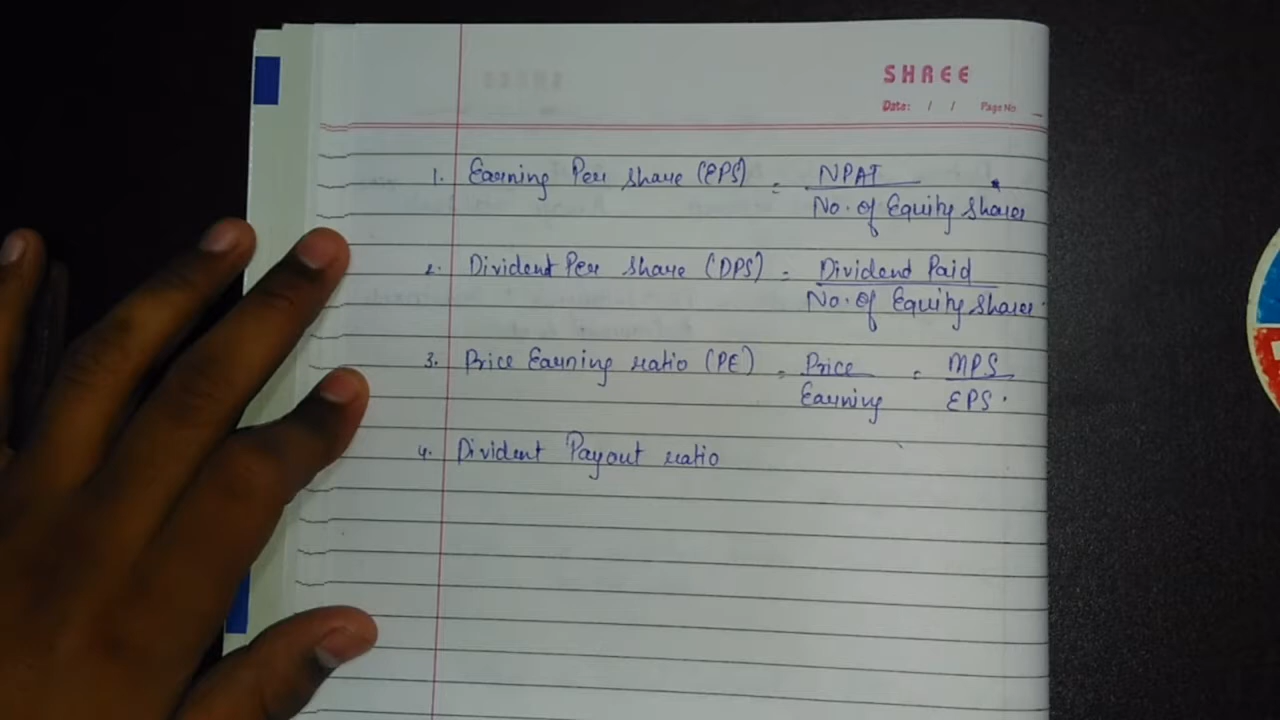 SHREE
Date: / / Page No.
1. Earning Per share (EPS) = NPAT
No. of Equity Shares
2. Divident Per share (DPS) = Dividend Paid
No. of Equity Shares.
3. Price Earning ratio (PE) = Price = MPS
Earning EPS.
4. Divident Payout ratio